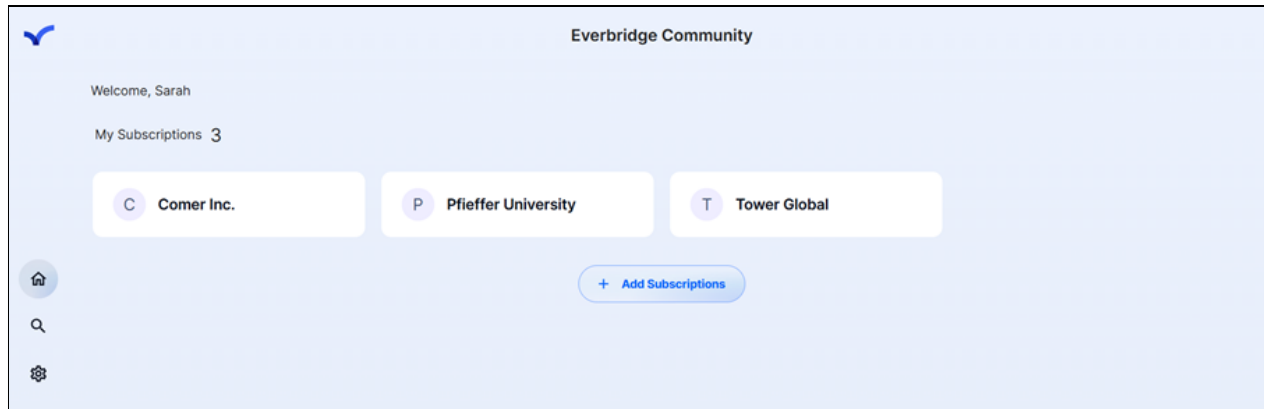 Everbridge Community
Welcome, Sarah
My Subscriptions 3
C Comer Inc. P Pfieffer University T Tower Global
+ Add Subscriptions